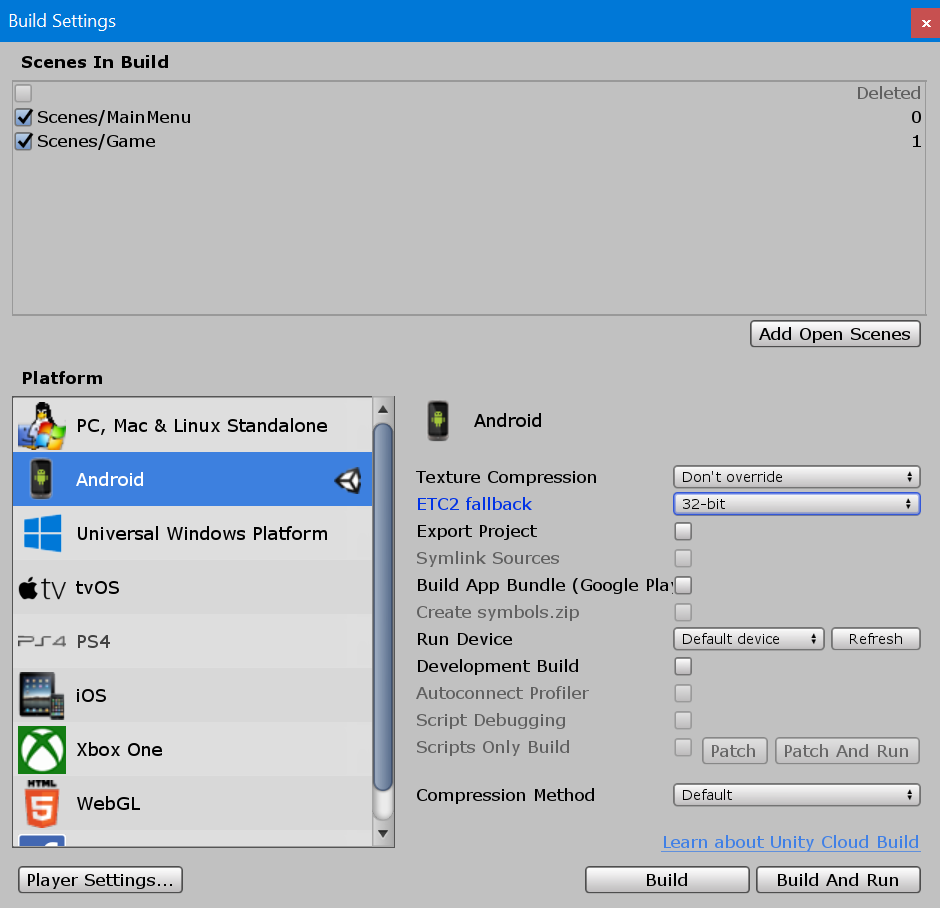 Build Settings
Scenes In Build
Deleted
Scenes/MainMenu 0
Scenes/Game 1
Add Open Scenes
Platform
PC, Mac & Linux Standalone
Android
Universal Windows Platform
tv tvOS
PS4 PS4
iOS
Xbox One
HTML 5 WebGL
Android
Texture Compression Don't override
ETC2 fallback 32-bit
Export Project
Symlink Sources
Build App Bundle (Google Pla
Create symbols.zip
Run Device Default device Refresh
Development Build
Autoconnect Profiler
Script Debugging
Scripts Only Build Patch Patch And Run
Compression Method Default
Learn about Unity Cloud Build
Player Settings... Build Build And Run